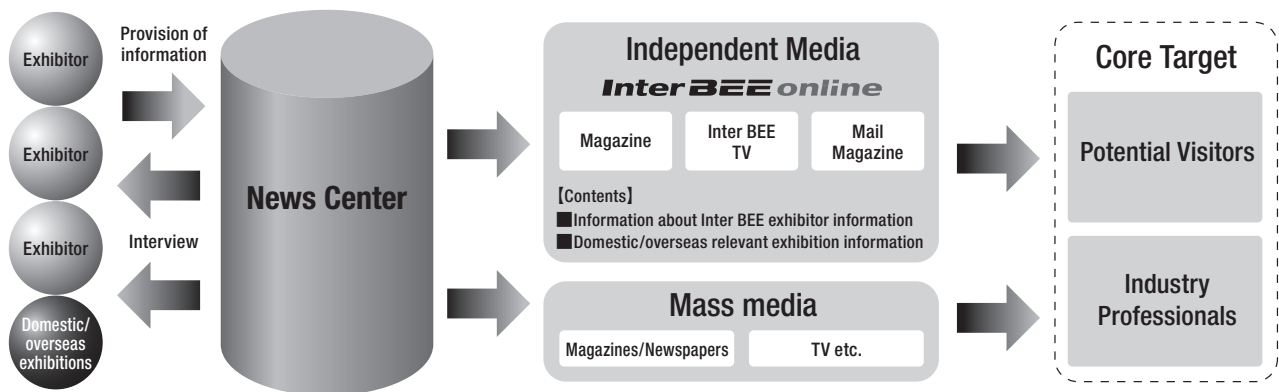 Exhibitor
Exhibitor
Exhibitor
Domestic/
overseas
exhibitions
Provision of
information
Interview
News Center
Independent Media
Inter BEE online
Magazine
Inter BEE
TV
Mail
Magazine
【Contents】
■Information about Inter BEE exhibitor information
■Domestic/overseas relevant exhibition information
Mass media
Magazines/Newspapers
TV etc.
Core Target
Potential Visitors
Industry
Professionals